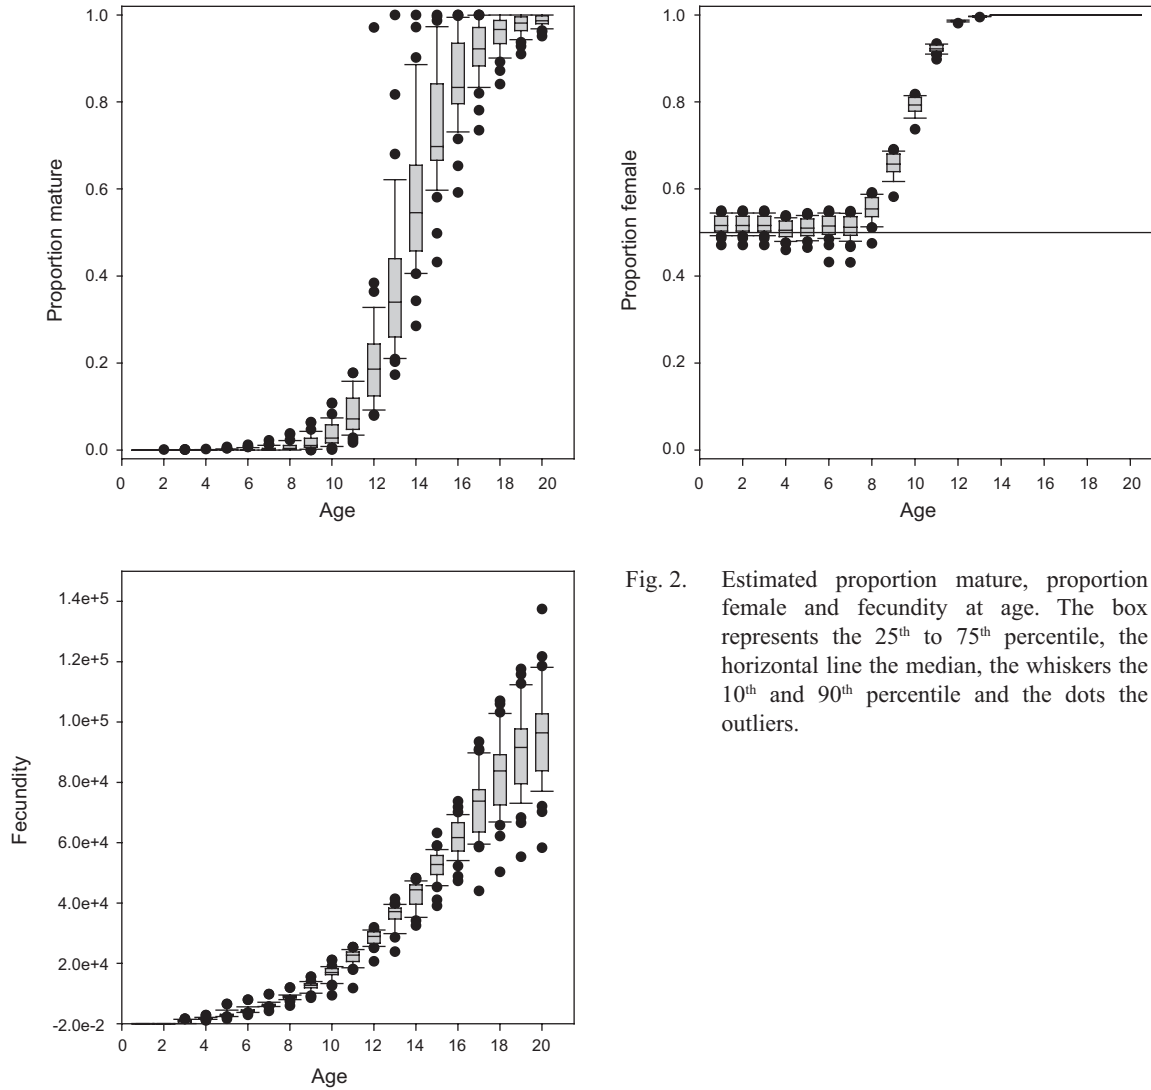 1.0
0.8
0.6
0.4
0.2
0.0
Proportion mature
0 2 4 6 8 10 12 14 16 18 20
Age
1.0
0.8
0.6
0.4
0.2
0.0
Proportion female
0 2 4 6 8 10 12 14 16 18 20
Age
1.4e+5
1.2e+5
1.0e+5
8.0e+4
6.0e+4
4.0e+4
2.0e+4
-2.0e-2
Fecundity
0 2 4 6 8 10 12 14 16 18 20
Age
Fig. 2. Estimated proportion mature, proportion
female and fecundity at age. The box
represents the 25th to 75th percentile, the
horizontal line the median, the whiskers the
10th and 90th percentile and the dots the
outliers.